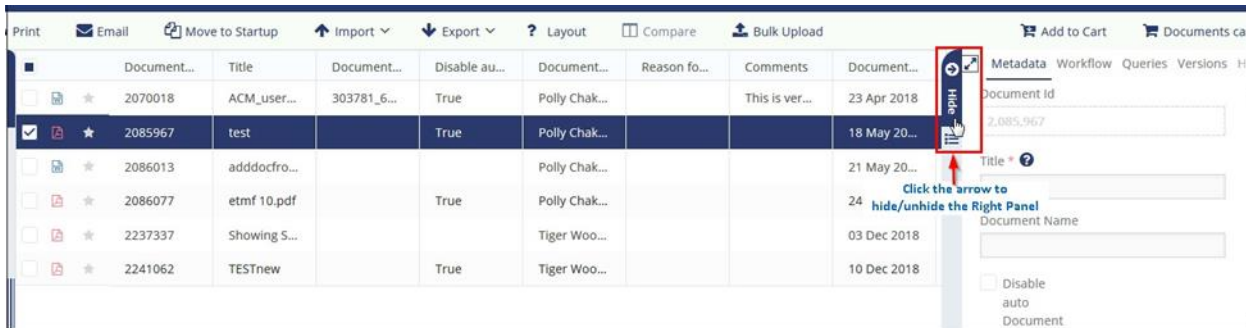 Print Email Move to Startup Import Export ? Layout Compare Bulk Upload Add to Cart Documents ca
Document... Title Document... Disable au... Document... Reason fo... Comments Document... Metadata Workflow Queries Versions H
2070018 ACM_user... 303781_6... True Polly Chak... This is ver... 23 Apr 2018
2085967 test True Polly Chak... 18 May 20...
2086013 adddocfro... Polly Chak... 21 May 20...
2086077 etmf 10.pdf True Polly Chak... 24
2237337 Showing S... Tiger Woo... 03 Dec 2018
2241062 TESTnew True Tiger Woo... 10 Dec 2018
Hide
Click the arrow to
hide/unhide the Right Panel
Document Id
2,085,967
Title * ?
Document Name
Disable
auto
Document